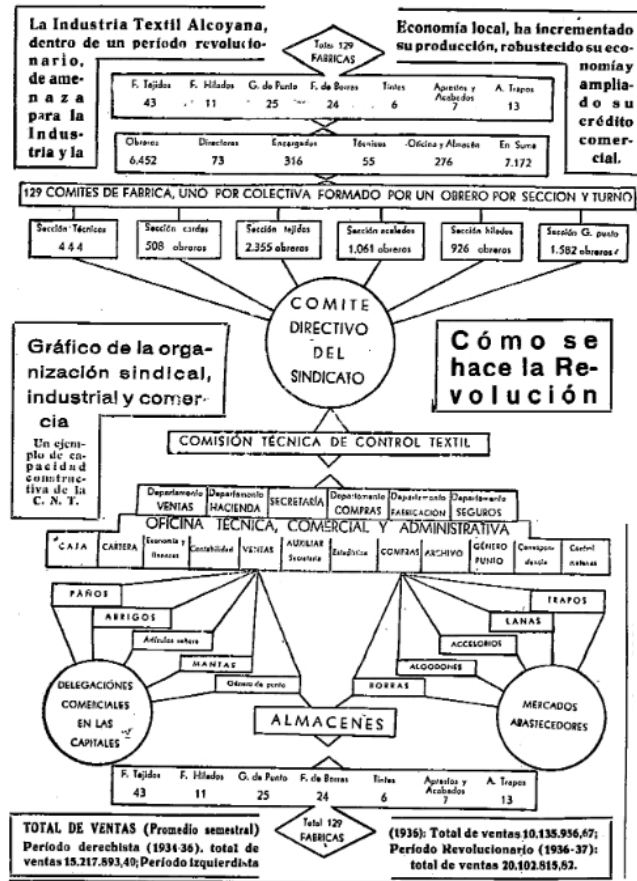 La Industria Textil Alcoyana,
dentro de un período revolucio-
nario,
de ame-
naza
para la
Indus-
tria y la
Total 129
FABRICAS
Economía local, ha incrementado
su producción, robustecido su eco-
nomía y
amplia-
do su
crédito
comer-
cial.
F. Tejidos F. Hilados G. de Punto F. de Borras Tintes Aprestos y Acabados A. Trapos
43 11 25 24 6 7 13
Obreros Directores Encargados Técnicos Oficina y Almacén En Suma
6.452 73 316 55 276 7.172
129 COMITES DE FABRICA, UNO POR COLECTIVA FORMADO POR UN OBRERO POR SECCION Y TURNO
Sección Técnicos Sección cardas Sección tejidos Sección acabados Sección hilados Sección G. punto
444 508 obreros 2.355 obreros 1.061 obreros 926 obreros 1.582 obreros
COMITE
DIRECTIVO
DEL
SINDICATO
Gráfico de la orga-
nización sindical,
industrial y comer-
cia
Un ejem-
plo de ca-
pacidad
constructi-
va de la
C. N. T.
Cómo se
hace la Re-
volución
COMISIÓN TÉCNICA DE CONTROL TEXTIL
Departamento Departamento SECRETARÍA Departamento Departamento Departamento
VENTAS HACIENDA COMPRAS FABRICACIÓN SEGUROS
OFICINA TÉCNICA, COMERCIAL Y ADMINISTRATIVA
CAJA CARTERA Economía y finanzas Contabilidad VENTAS AUXILIAR Secretaría Estadística COMPRAS ARCHIVO GÉNERO PUNTO Correspondencia Control
PAÑOS
ABRIGOS
MANTAS
Género de punto
TRAPOS
LANAS
ACCELORIOS
ALGODONES
BORRAS
DELEGACIÓNES
COMERCIALES
EN LAS
CAPITALES
ALMACENES
MERCADOS
ABASTECEDORES
F. Tejidos F. Hilados G. de Punto F. de Borras Tintes Aprestos y Acabados A. Trapos
43 11 25 24 6 7 13
Total 129
FABRICAS
TOTAL DE VENTAS (Promedio semestral)
Período derechista (1934-36). total de
ventas 15.217.893,40; Período Izquierdista
(1936): Total de ventas 10.135.956,67;
Período Revolucionario (1936-37):
total de ventas 20.102.815,82.